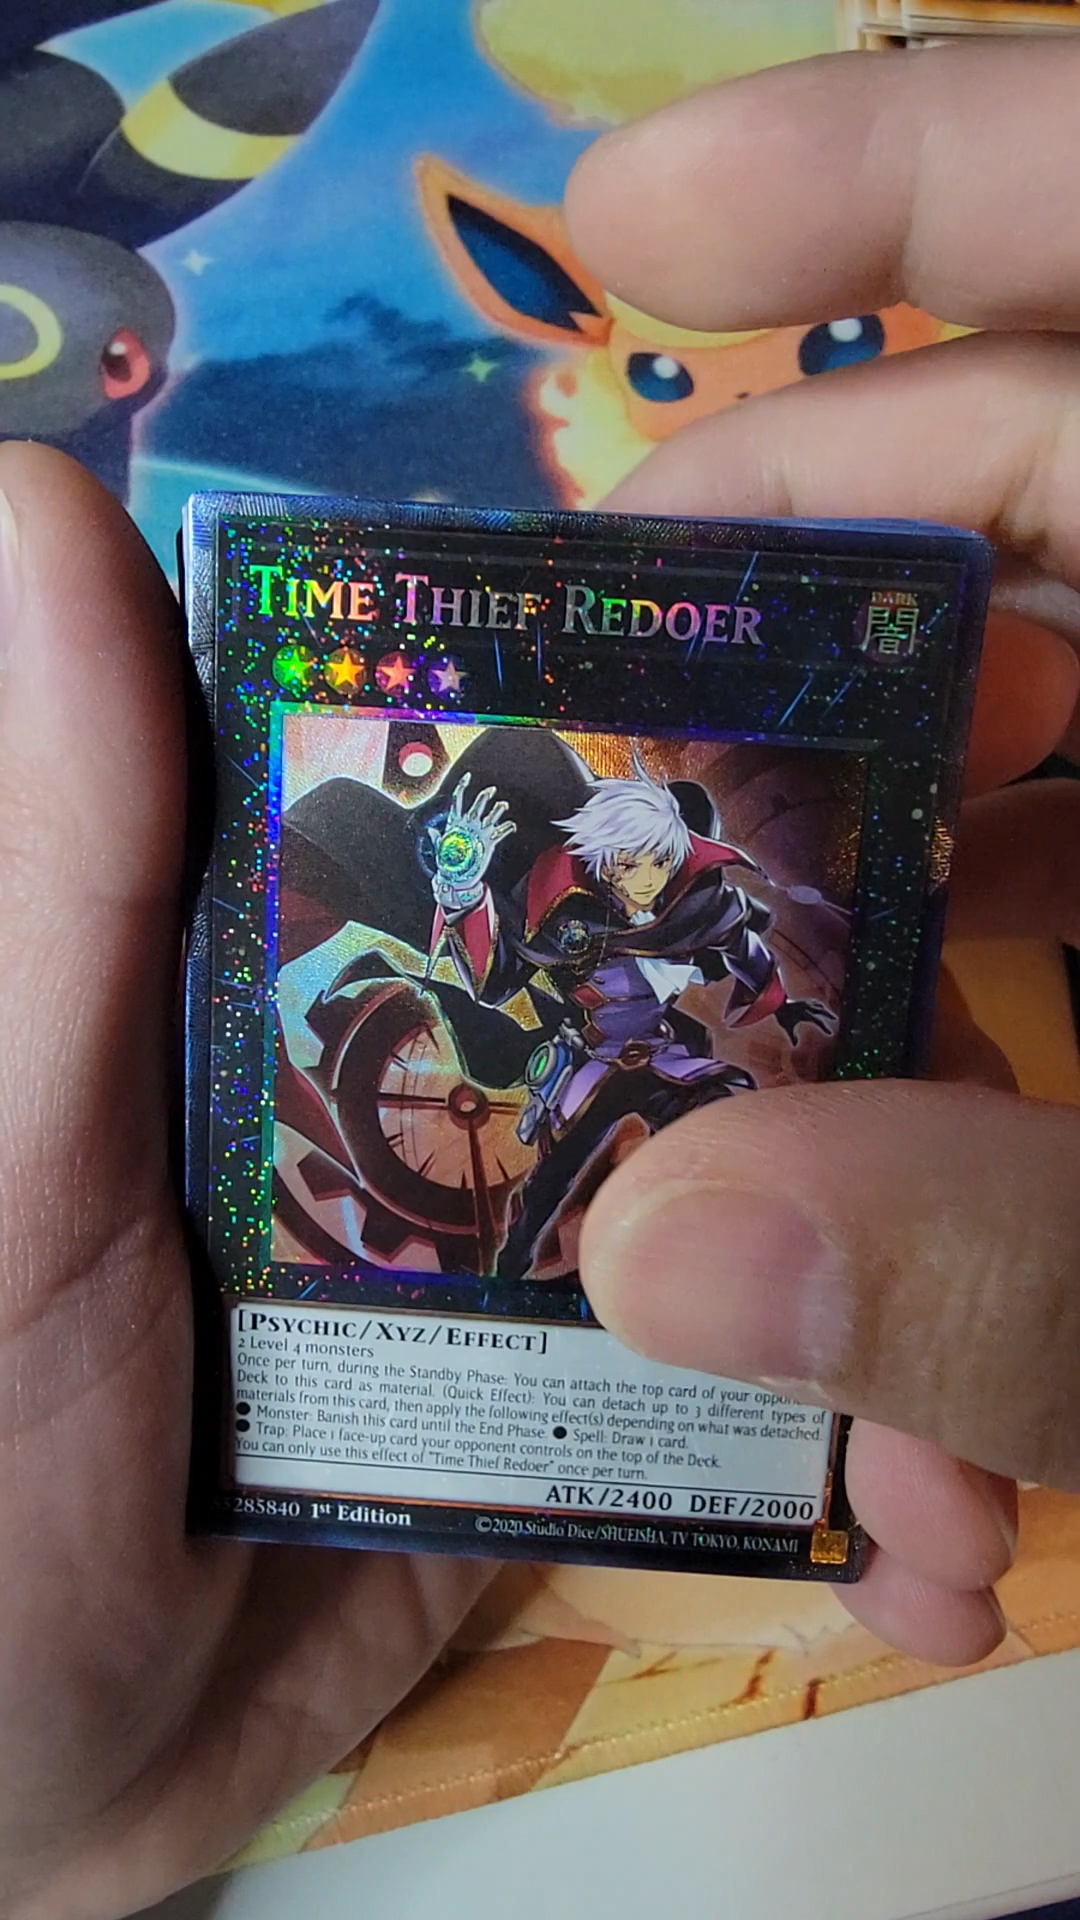 TIME THIEF REDOER
DARK
闇
[PSYCHIC/XYZ/EFFECT]
2 Level 4 monsters
Once per turn, during the Standby Phase: You can attach the top card of your
Deck to this card as material. (Quick Effect): You can detach up to 3 different types of
materials from this card, then apply the following effect(s) depending on what was detached.
● Monster: Banish this card until the End Phase. ● Spell: Draw 1 card.
● Trap: Place 1 face-up card your opponent controls on the top of the Deck.
You can only use this effect of "Time Thief Redoer" once per turn.
ATK/2400 DEF/2000
285840 1st Edition
©2020 Studio Dice/SHUEISHA, TV TOKYO, KONAMI